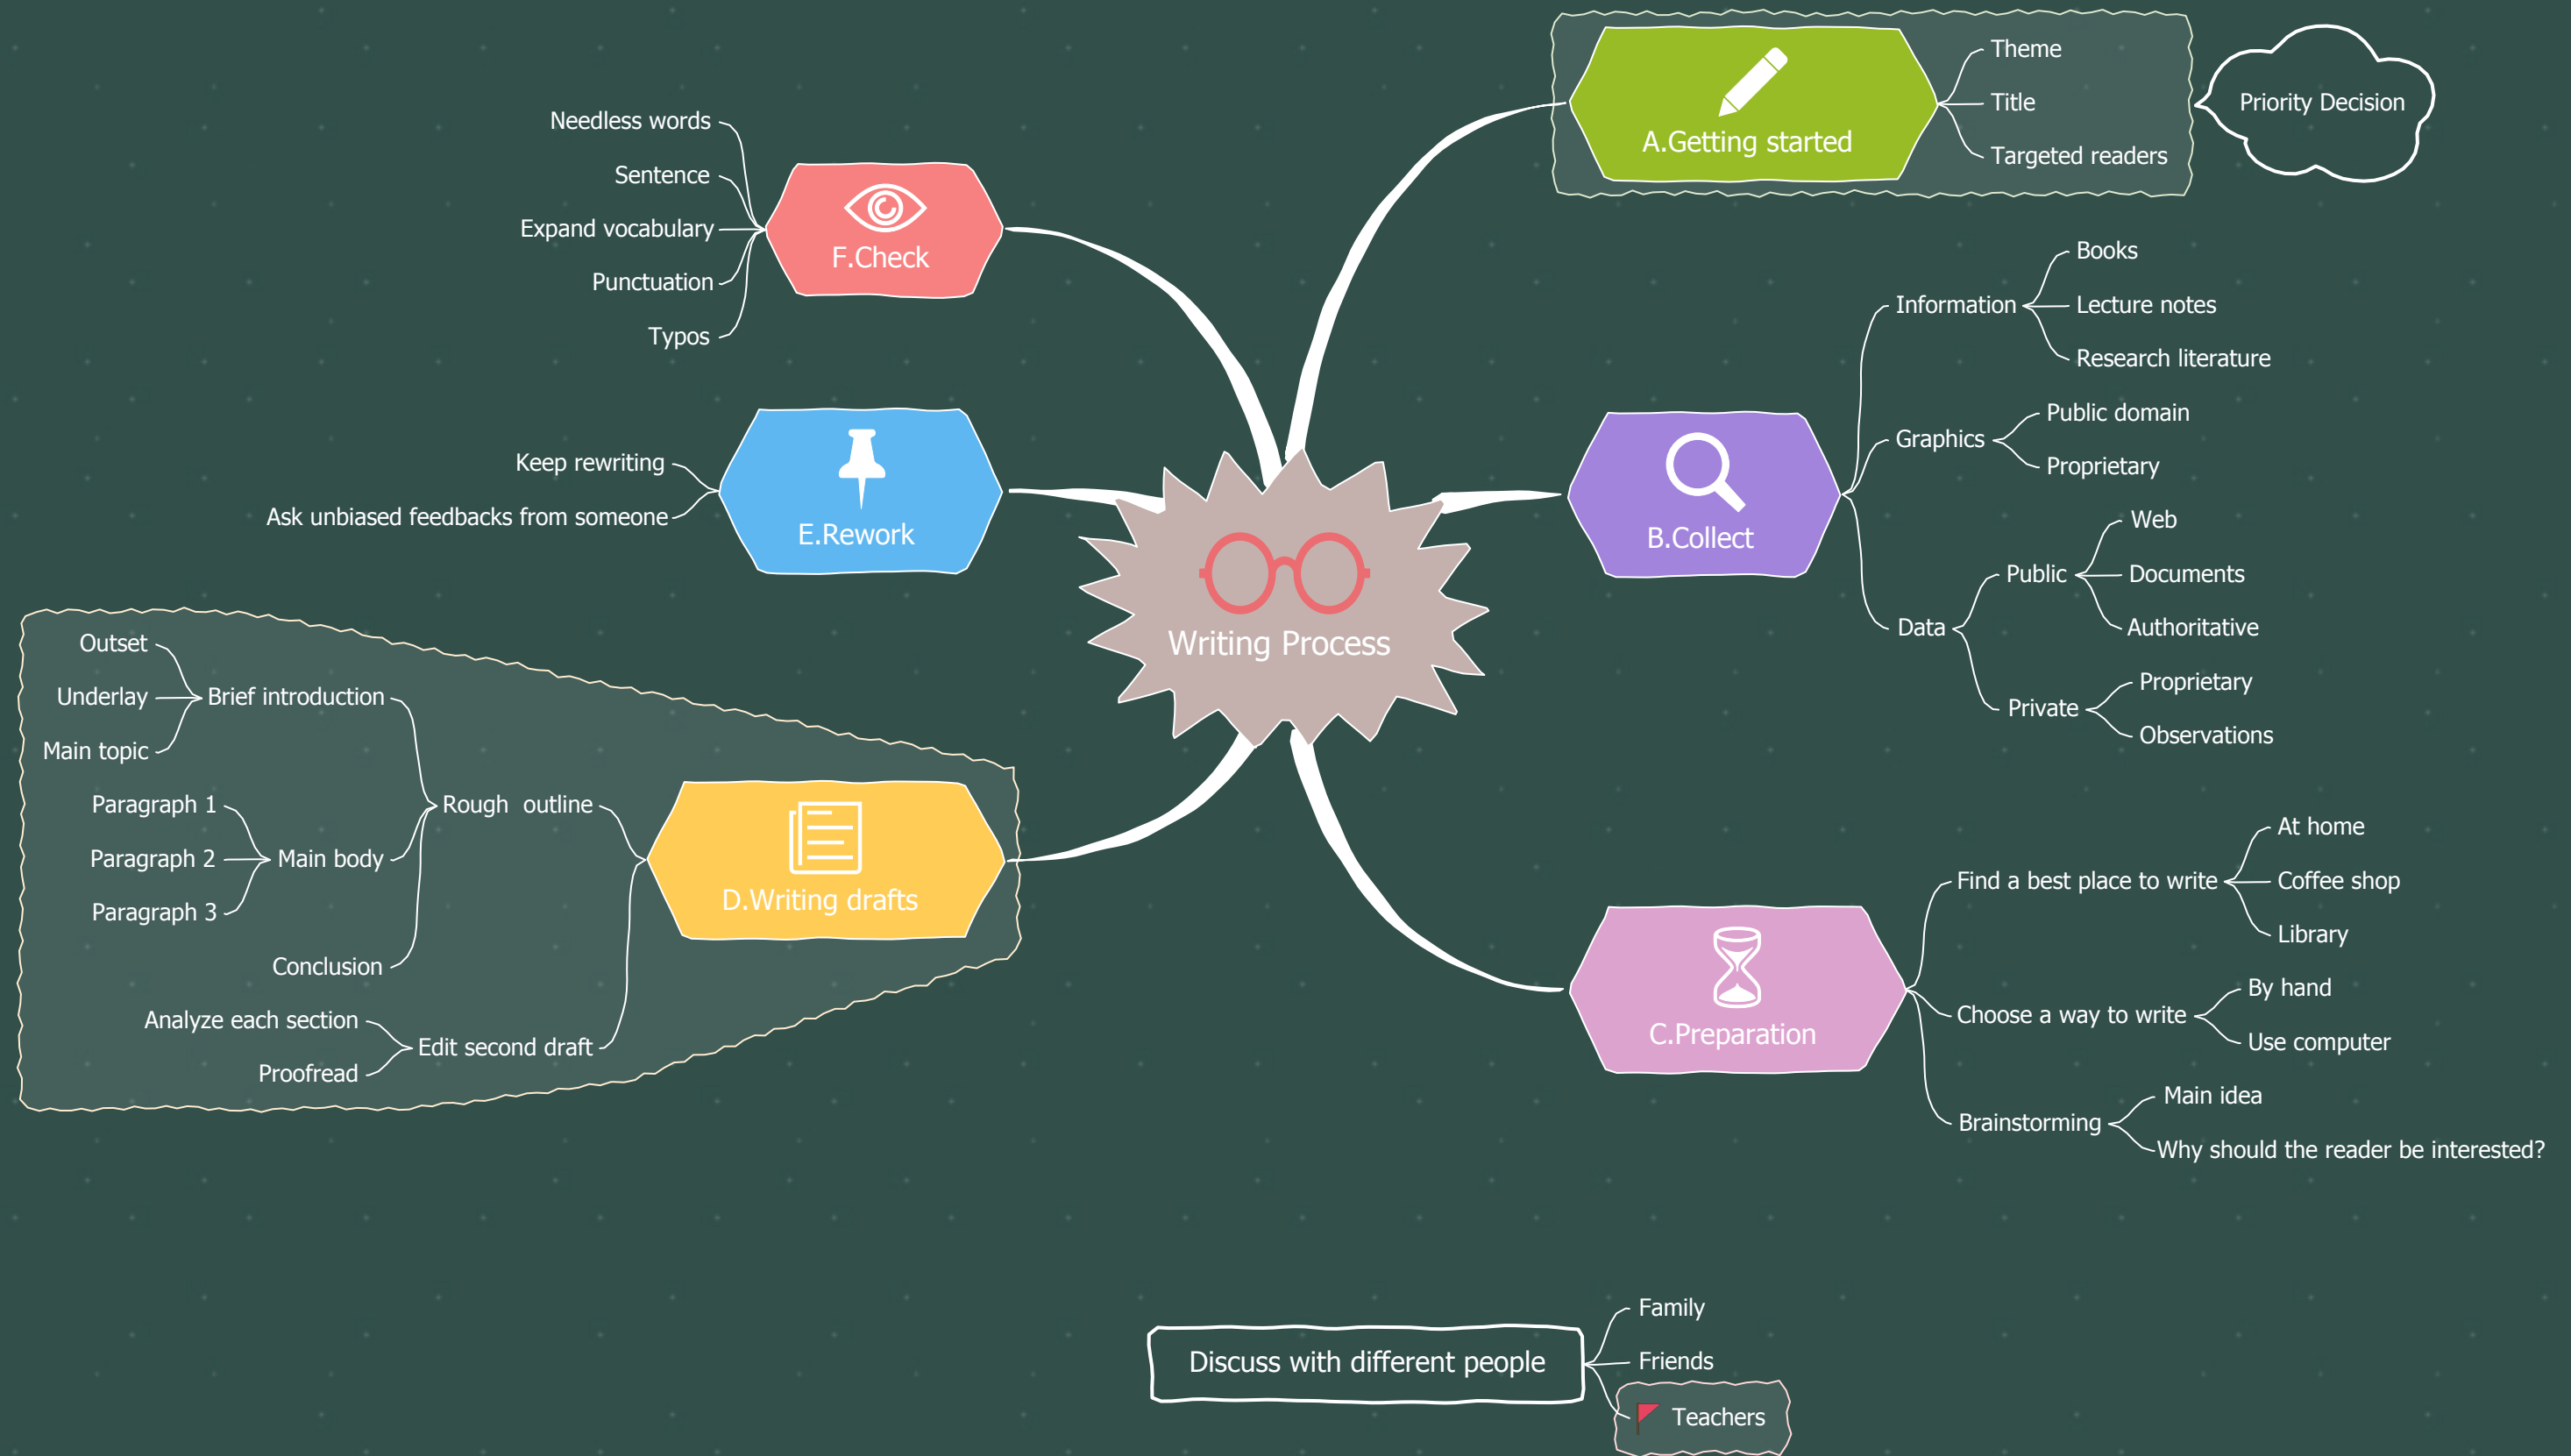 Writing Process
A.Getting started
Theme
Title
Targeted readers
Priority Decision
B.Collect
Information
Books
Lecture notes
Research literature
Graphics
Public domain
Proprietary
Data
Public
Web
Documents
Authoritative
Private
Proprietary
Observations
C.Preparation
Find a best place to write
At home
Coffee shop
Library
Choose a way to write
By hand
Use computer
Brainstorming
Main idea
Why should the reader be interested?
D.Writing drafts
Rough  outline
Brief introduction
Outset
Underlay
Main topic
Main body
Paragraph 1
Paragraph 2
Paragraph 3
Conclusion
Edit second draft
Analyze each section
Proofread
E.Rework
Keep rewriting
Ask unbiased feedbacks from someone
F.Check
Needless words
Sentence
Expand vocabulary
Punctuation
Typos
Discuss with different people
Family
Friends
Teachers